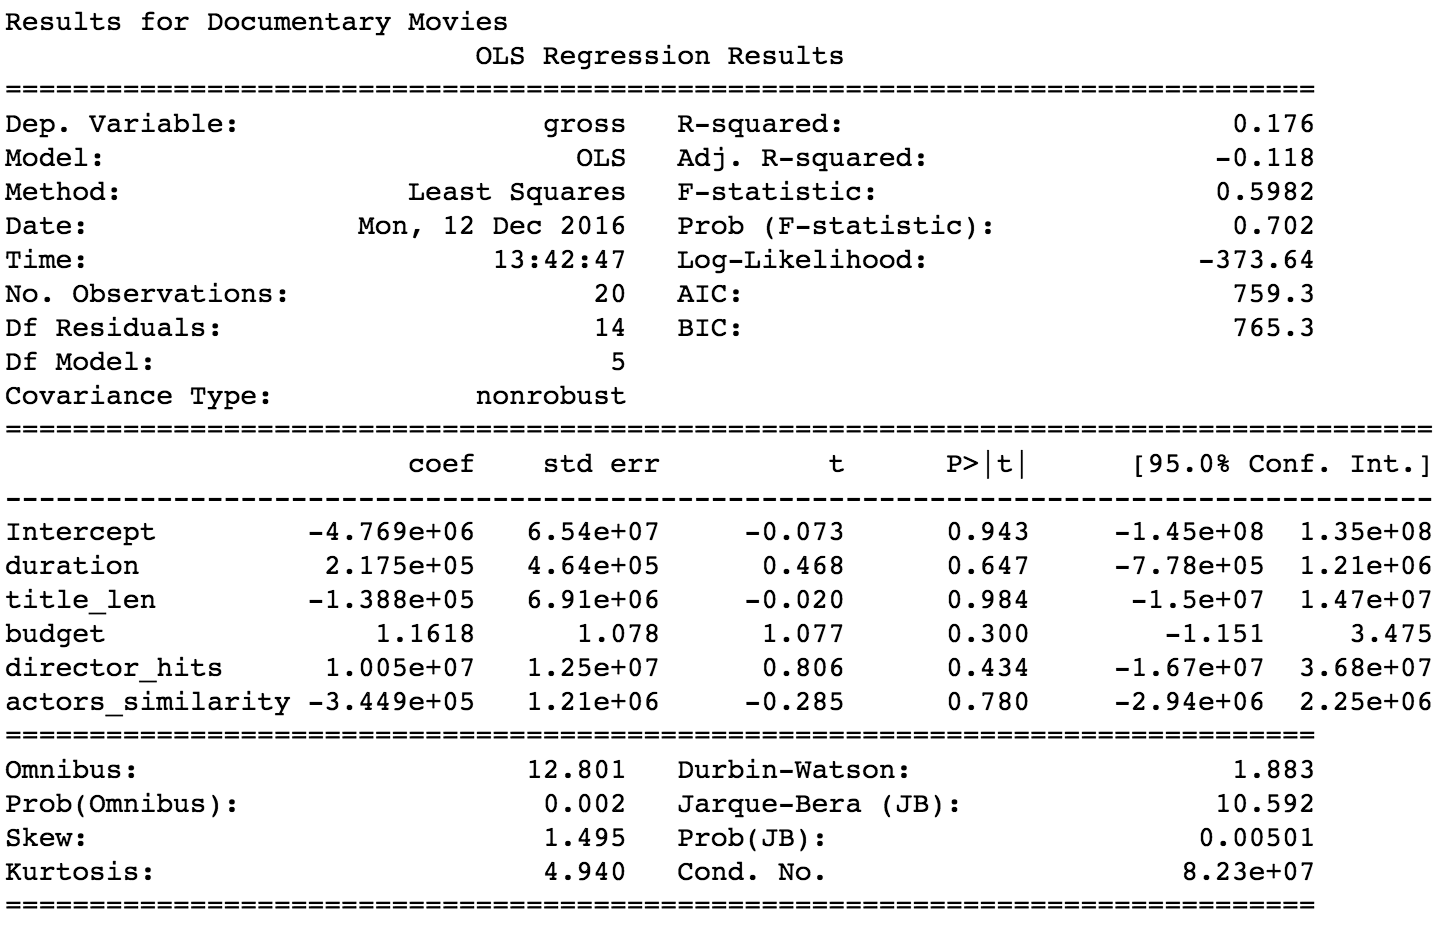 Results for Documentary Movies
OLS Regression Results
==============================================================================
Dep. Variable: gross R-squared: 0.176
Model: OLS Adj. R-squared: -0.118
Method: Least Squares F-statistic: 0.5982
Date: Mon, 12 Dec 2016 Prob (F-statistic): 0.702
Time: 13:42:47 Log-Likelihood: -373.64
No. Observations: 20 AIC: 759.3
Df Residuals: 14 BIC: 765.3
Df Model: 5
Covariance Type: nonrobust
=====================================================================================
coef std err t P>|t| [95.0% Conf. Int.]
-------------------------------------------------------------------------------------
Intercept -4.769e+06 6.54e+07 -0.073 0.943 -1.45e+08 1.35e+08
duration 2.175e+05 4.64e+05 0.468 0.647 -7.78e+05 1.21e+06
title_len -1.388e+05 6.91e+06 -0.020 0.984 -1.5e+07 1.47e+07
budget 1.1618 1.078 1.077 0.300 -1.151 3.475
director_hits 1.005e+07 1.25e+07 0.806 0.434 -1.67e+07 3.68e+07
actors_similarity -3.449e+05 1.21e+06 -0.285 0.780 -2.94e+06 2.25e+06
==============================================================================
Omnibus: 12.801 Durbin-Watson: 1.883
Prob(Omnibus): 0.002 Jarque-Bera (JB): 10.592
Skew: 1.495 Prob(JB): 0.00501
Kurtosis: 4.940 Cond. No. 8.23e+07
==============================================================================